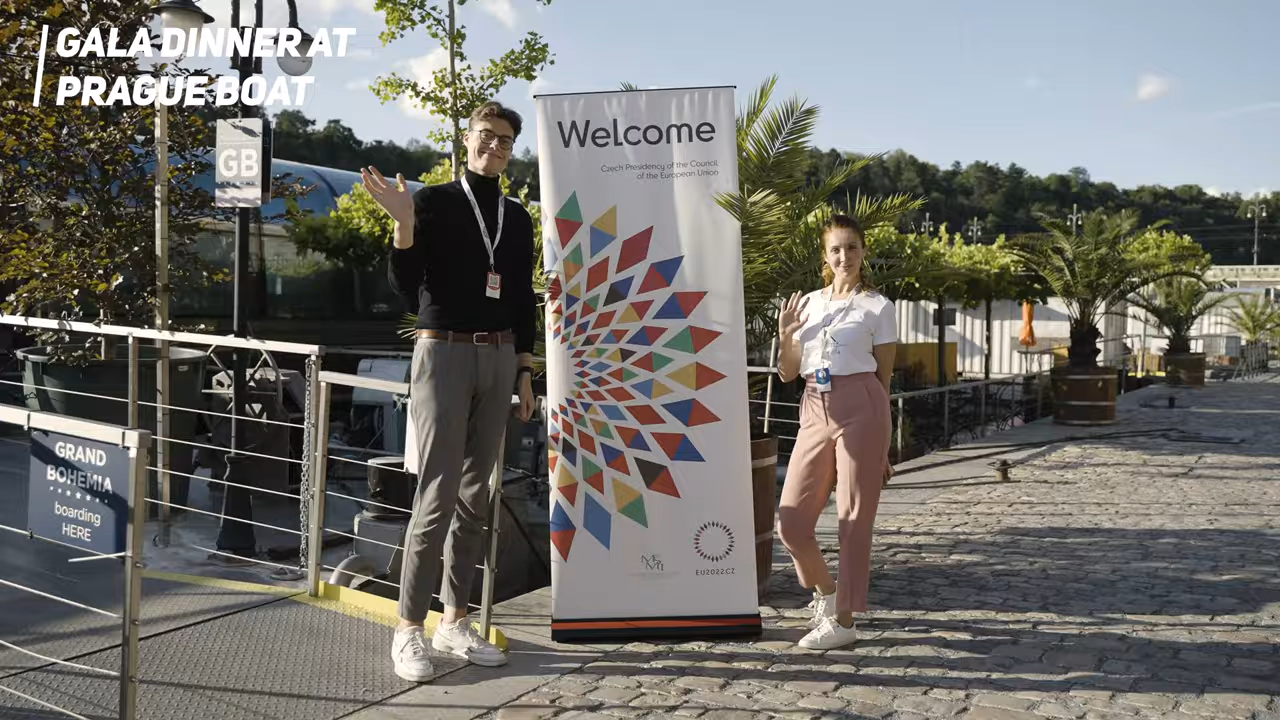 GALA DINNER AT
PRAGUE BOAT
GB
Welcome
Czech Presidency of the Council
of the European Union
GRAND
BOHEMIA
boarding
HERE
EU2022.CZ